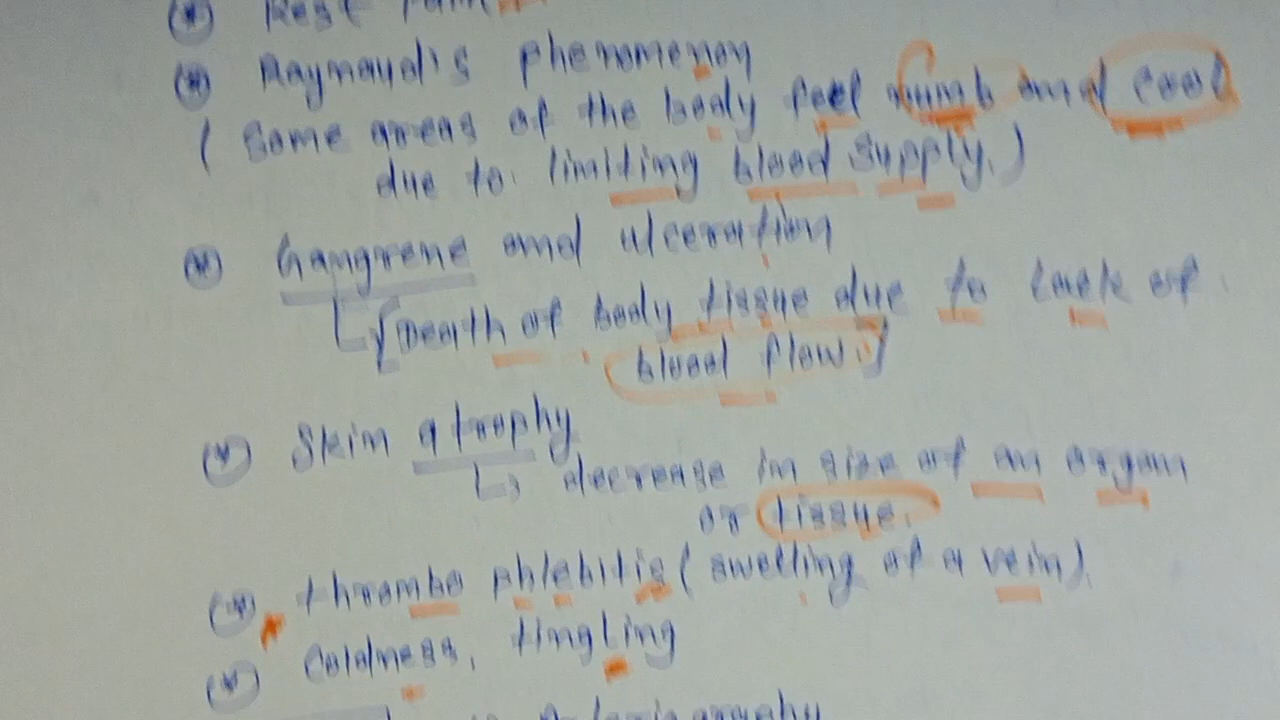 (*) Rest Pain
(*) Raynaud's phenomenon
( Some areas of the body feel numb and cool
due to limiting blood supply.)
(*) Gangrene and ulceration
[Death of body tissue due to lack of
blood flow.]
(*) Skin atrophy
↳ decrease in size of an organ
or tissue.
(*) thrombo phlebitis (swelling of a vein).
(*) Coldness, tingling